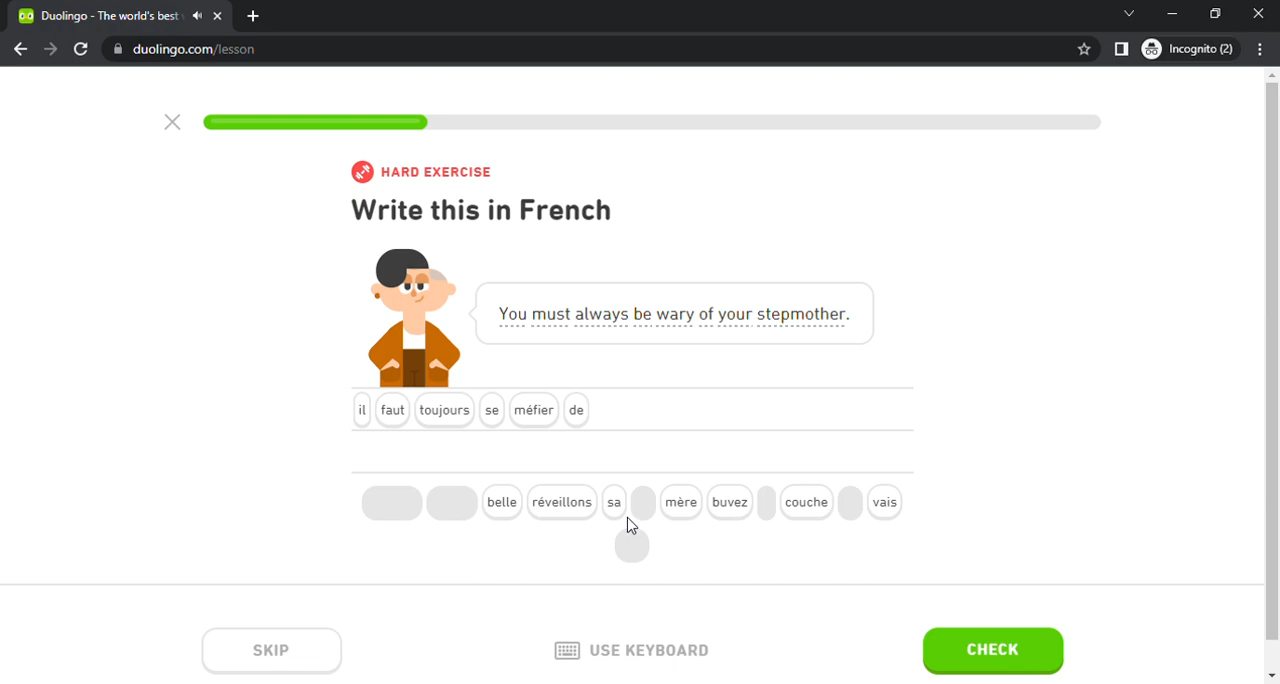 Duolingo - The world's best
duolingo.com/lesson
Incognito (2)
HARD EXERCISE
Write this in French
You must always be wary of your stepmother.
il faut toujours se méfier de
belle réveillons sa mère buvez couche vais
SKIP
USE KEYBOARD
CHECK